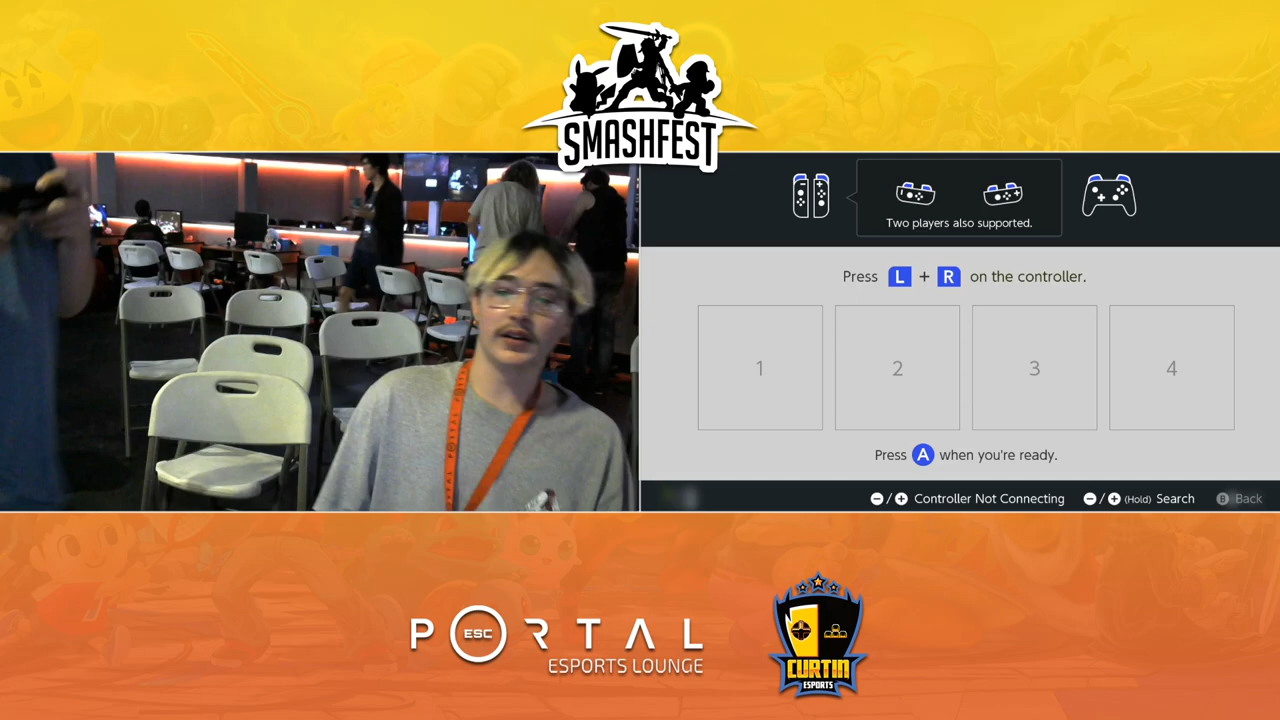 SMASHFEST
Two players also supported.
Press L + R on the controller.
1 2 3 4
Press A when you're ready.
−/+ Controller Not Connecting −/+ (Hold) Search B Back
PORTAL
ESC
ESPORTS LOUNGE
CURTIN
ESPORTS
PORTAL